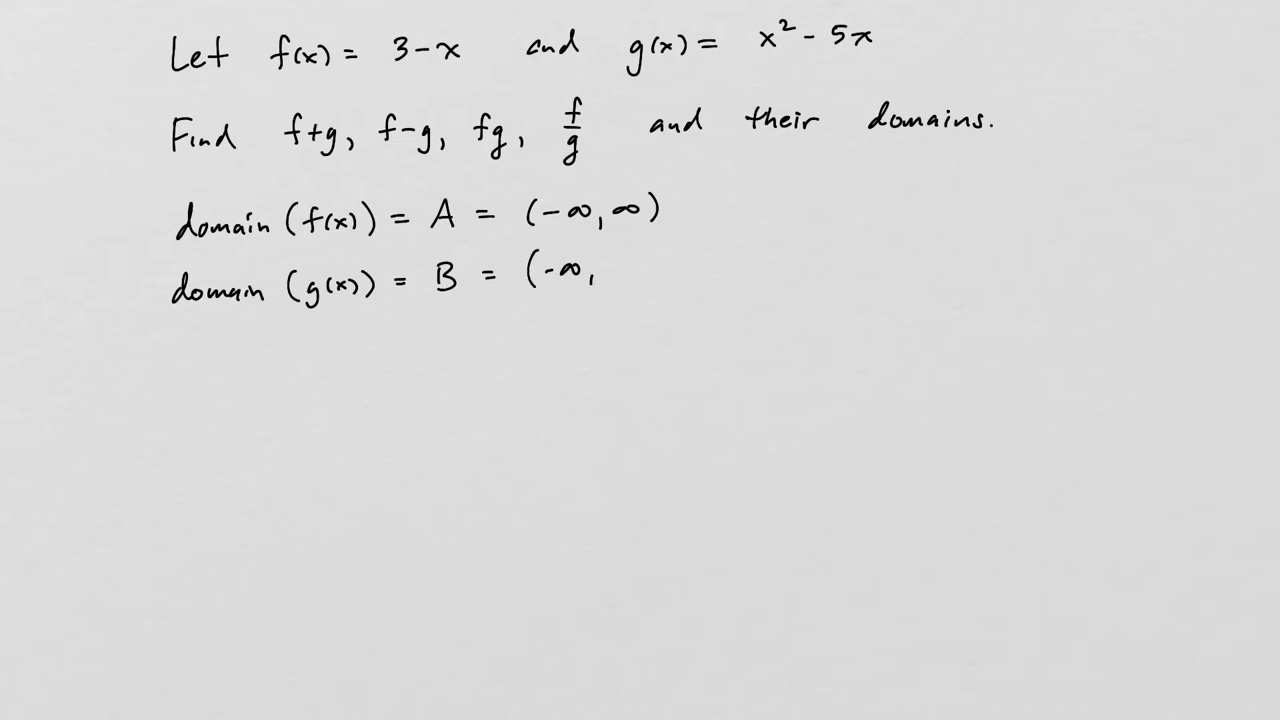 Let f(x) = 3-x and g(x) = x² - 5x
Find f+g, f-g, fg, f/g and their domains.
domain (f(x)) = A = (-∞, ∞)
domain (g(x)) = B = (-∞,